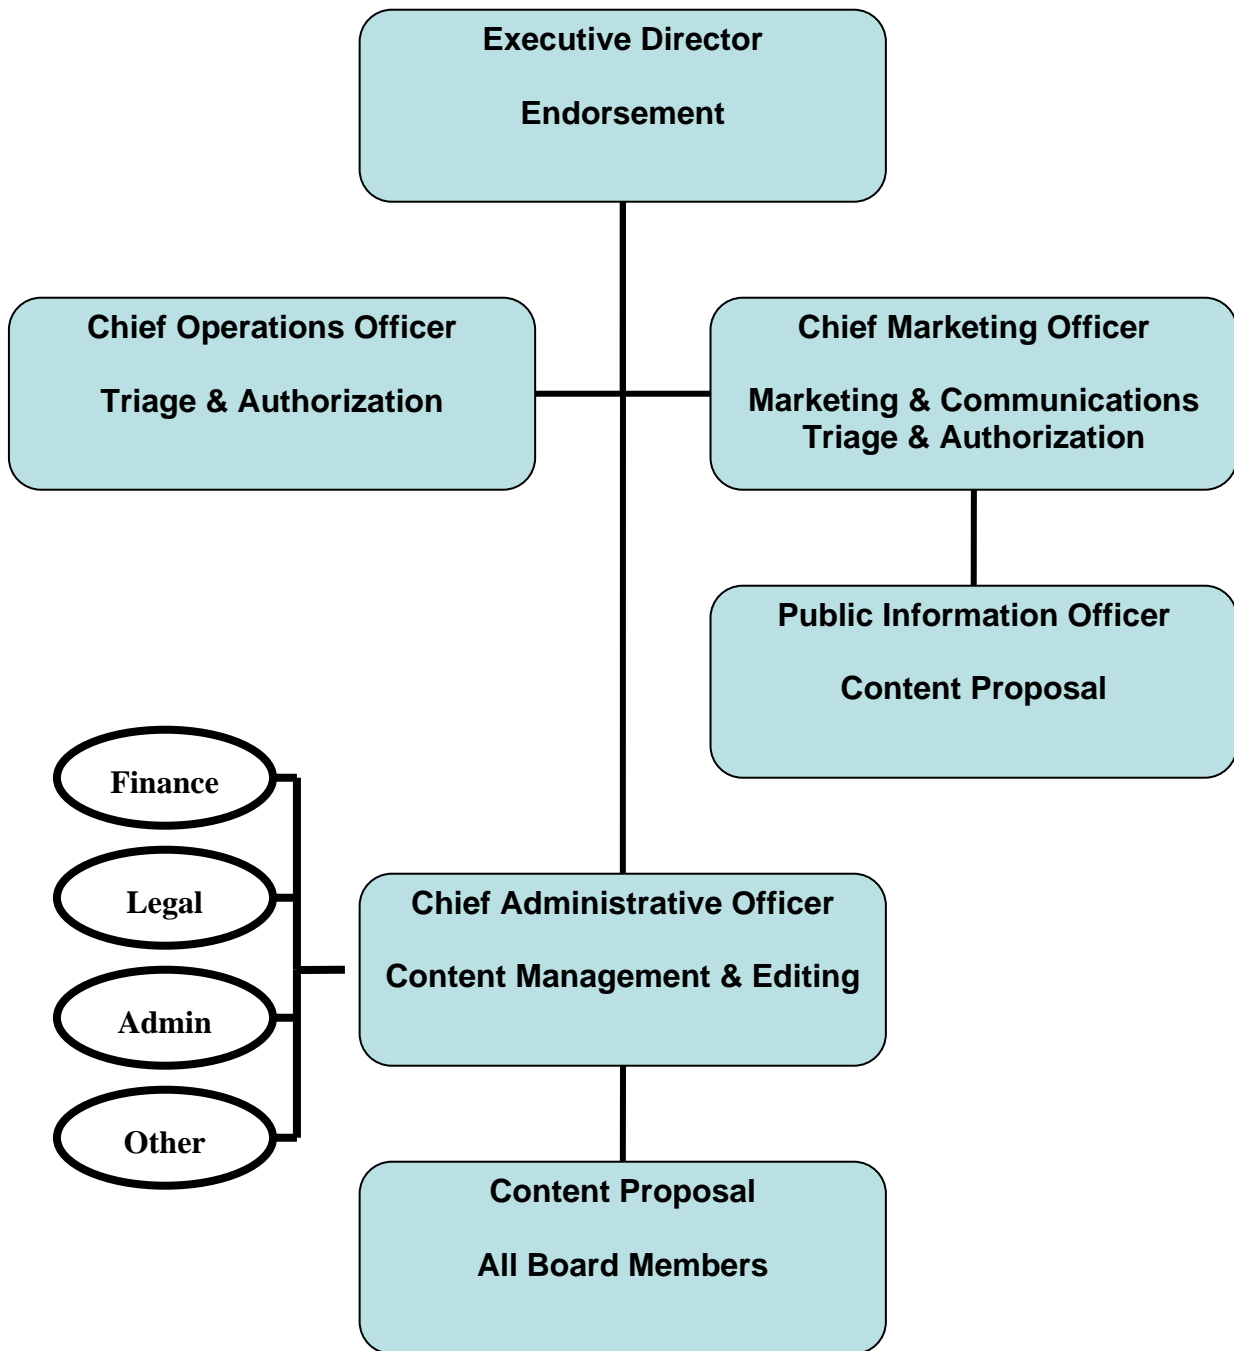 Executive Director
Endorsement
Chief Operations Officer
Triage & Authorization
Chief Marketing Officer
Marketing & Communications
Triage & Authorization
Public Information Officer
Content Proposal
Finance
Legal
Admin
Other
Chief Administrative Officer
Content Management & Editing
Content Proposal
All Board Members